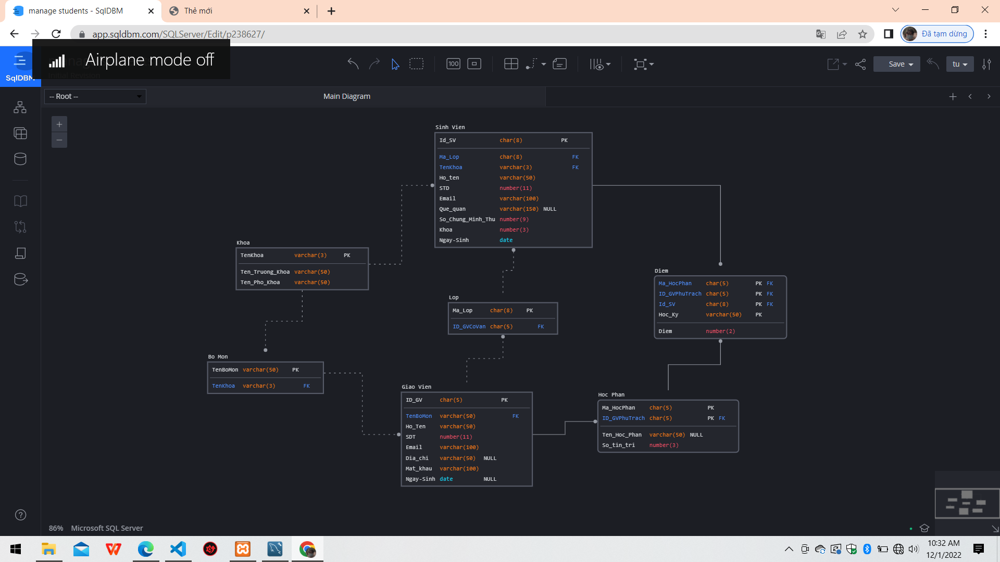 manage students - SqlDBM
Thẻ mới
app.sqldbm.com/SQLServer/Edit/p238627/
Đã tạm dừng
Airplane mode off
SqlDBM
Initial Revision
100
Save
tu
-- Root --
Main Diagram
Sinh Vien
Id_SV char(8) PK
Ma_Lop char(8) FK
TenKhoa varchar(3) FK
Ho_ten varchar(50)
STD number(11)
Email varchar(100)
Que_quan varchar(150) NULL
So_Chung_Minh_Thu number(9)
Khoa number(3)
Ngay-Sinh date
Khoa
TenKhoa varchar(3) PK
Ten_Truong_Khoa varchar(50)
Ten_Pho_Khoa varchar(50)
Diem
Ma_HocPhan char(5) PK FK
ID_GVPhuTrach char(5) PK FK
Id_SV char(8) PK FK
Hoc_Ky varchar(50) PK
Diem number(2)
Lop
Ma_Lop char(8) PK
ID_GVCoVan char(5) FK
Bo Mon
TenBoMon varchar(50) PK
TenKhoa varchar(3) FK
Giao Vien
ID_GV char(5) PK
TenBoMon varchar(50) FK
Ho_Ten varchar(50)
SDT number(11)
Email varchar(100)
Dia_chi varchar(50) NULL
Mat_khau varchar(100)
Ngay-Sinh date NULL
Hoc Phan
Ma_HocPhan char(5) PK
ID_GVPhuTrach char(5) PK FK
Ten_Hoc_Phan varchar(50) NULL
So_tin_tri number(3)
86% Microsoft SQL Server
10:32 AM
12/1/2022